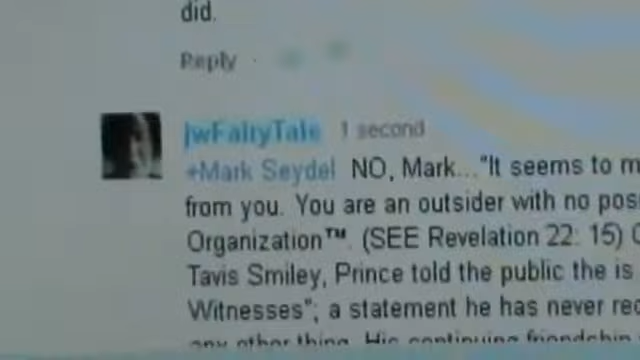 did.
Reply
jwFairyTale 1 second
+Mark Seydel NO, Mark..."It seems to m
from you. You are an outsider with no pos
Organization™. (SEE Revelation 22: 15)
Tavis Smiley, Prince told the public the is
Witnesses"; a statement he has never rec
any other thing. His continuing friendship